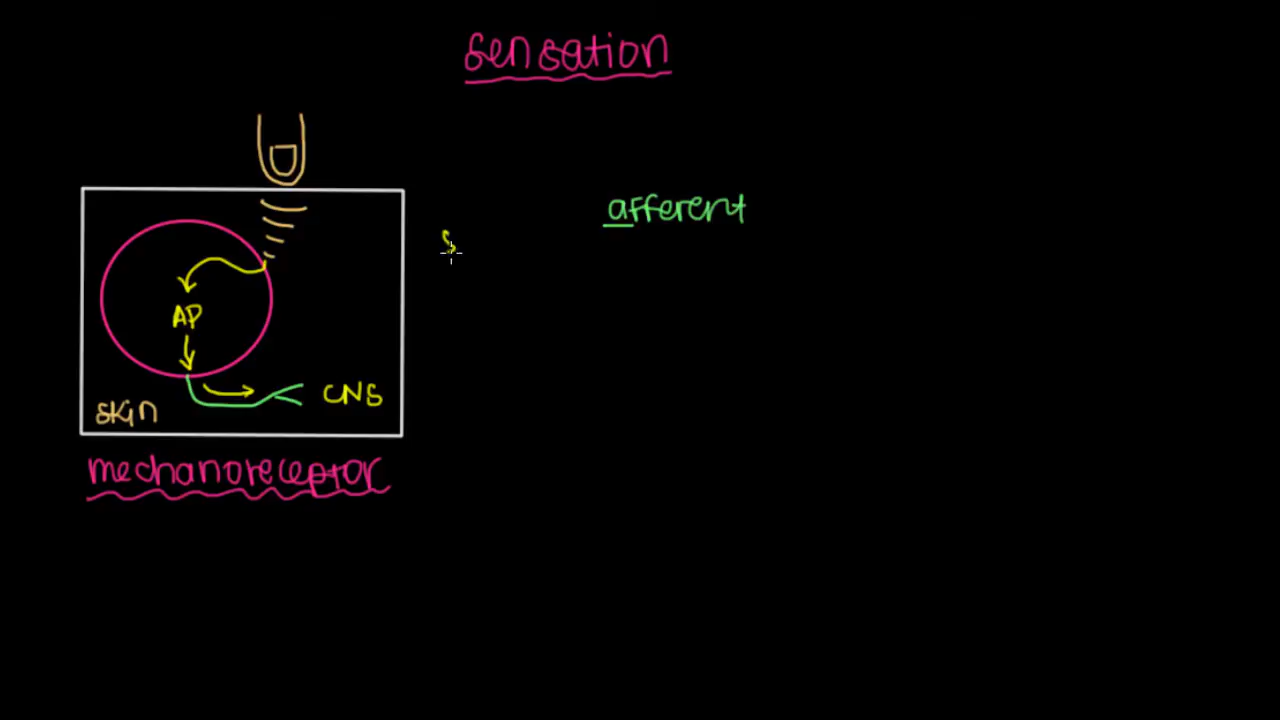 sensation
afferent
s
AP
CNS
skin
mechanoreceptor